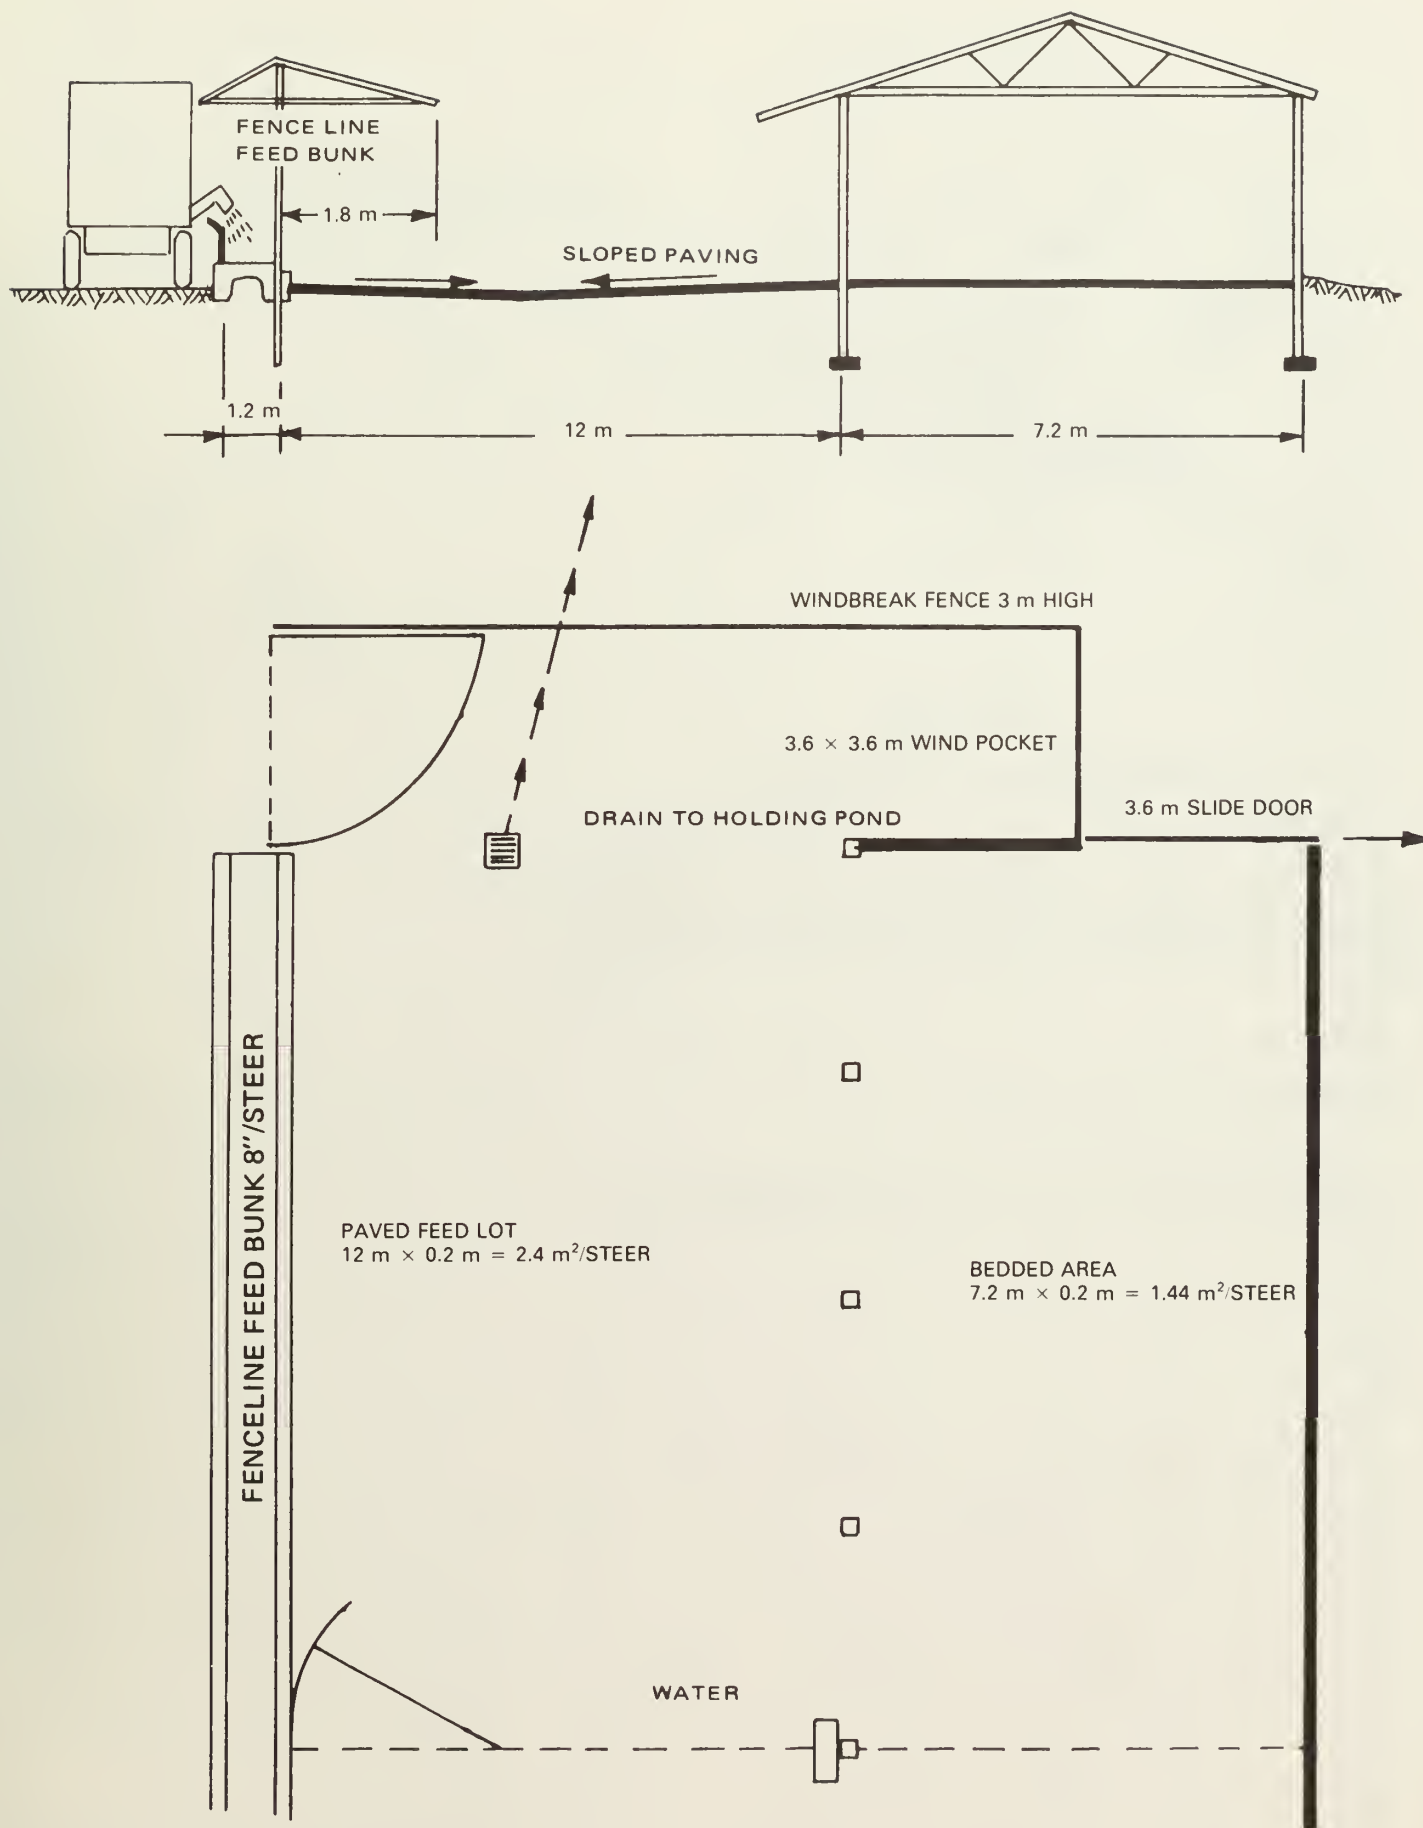 FENCE LINE
FEED BUNK
1.8 m
SLOPED PAVING
1.2 m
12 m
7.2 m
WINDBREAK FENCE 3 m HIGH
3.6 × 3.6 m WIND POCKET
3.6 m SLIDE DOOR
DRAIN TO HOLDING POND
FENCELINE FEED BUNK 8"/STEER
PAVED FEED LOT
12 m × 0.2 m = 2.4 m²/STEER
BEDDED AREA
7.2 m × 0.2 m = 1.44 m²/STEER
WATER